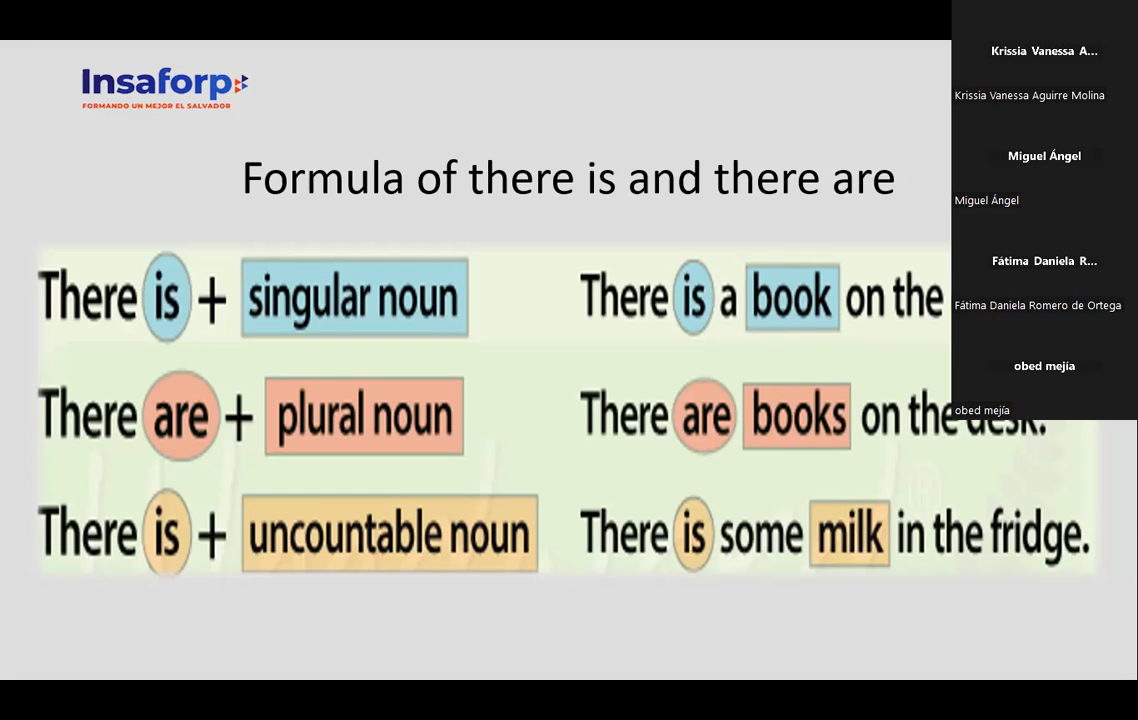 Insaforp
FORMANDO UN MEJOR EL SALVADOR
Formula of there is and there are
There is + singular noun
There is a book on the
There are + plural noun
There are books on the desk.
There is + uncountable noun
There is some milk in the fridge.
Krissia Vanessa A...
Krissia Vanessa Aguirre Molina
Miguel Ángel
Miguel Ángel
Fátima Daniela R...
Fátima Daniela Romero de Ortega
obed mejía
obed mejía